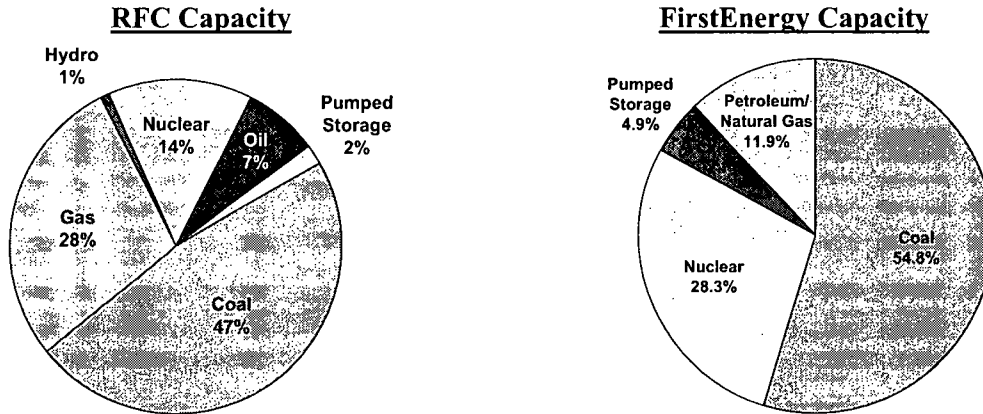 RFC Capacity
Hydro
1%
Nuclear
14%
Oil
7%
Pumped
Storage
2%
Gas
28%
Coal
47%
FirstEnergy Capacity
Pumped
Storage
4.9%
Petroleum/
Natural Gas
11.9%
Nuclear
28.3%
Coal
54.8%